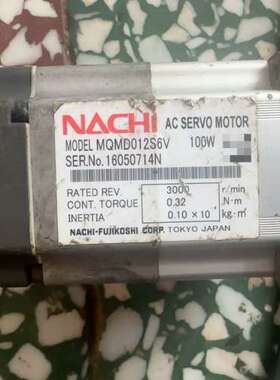 NACHI AC SERVO MOTOR
MODEL MQMD012S6V 100W
SER.No. 16050714N
RATED REV. 3000 r/min
CONT. TORQUE 0.32 N·m
INERTIA 0.10 × 10 kg·m²
NACHI-FUJIKOSHI CORP. TOKYO JAPAN